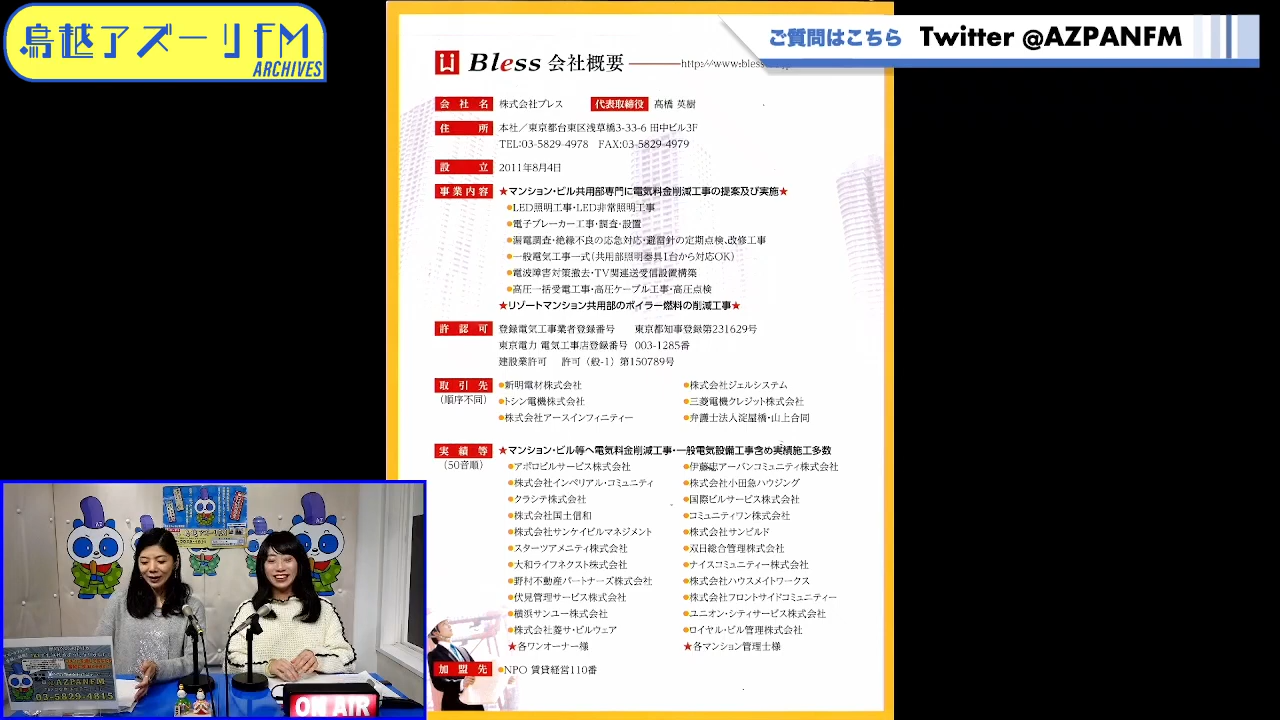 鳥越アズーリFM
ARCHIVES
ご質問はこちら Twitter @AZPANFM
Bless 会社概要 http://www.bless
会社名 株式会社ブレス 代表取締役 高橋 英樹
住所 本社／東京都台東区浅草橋3-33-6 田中ビル3F
TEL:03-5829-4978 FAX:03-5829-4979
設立 2011年8月4日
事業内容 ★マンション・ビル共用部専門に電気料金削減工事の提案及び実施★
●LED照明工事・LED非常照明工事
●電子ブレーカー工事・調査・設置
●漏電調査・絶縁不良の応急対応・避雷針の定期点検、改修工事
●一般電気工事一式（共用部照明器具1台から対応OK）
●電波障害対策撤去・TV関連送受信設置構築
●高圧一括受電工事・高圧ケーブル工事・高圧点検
★リゾートマンション共用部のボイラー燃料の削減工事★
許認可 登録電気工事業者登録番号 東京都知事登録第231629号
東京電力 電気工事店登録番号 003-1285番
建設業許可 許可（般-1）第150789号
取引先 ●新明電材株式会社 ●株式会社ジェルシステム
（順序不同） ●トシン電機株式会社 ●三菱電機クレジット株式会社
●株式会社アースインフィニティー ●弁護士法人淀屋橋・山上合同
実績等 ★マンション・ビル等へ電気料金削減工事・一般電気設備工事含め実績施工多数
（50音順） ●アポロビルサービス株式会社 ●伊藤忠アーバンコミュニティ株式会社
●株式会社インペリアル・コミュニティ ●株式会社小田急ハウジング
●クラシテ株式会社 ●国際ビルサービス株式会社
●株式会社国土信和 ●コミュニティワン株式会社
●株式会社サンケイビルマネジメント ●株式会社サンビルド
●スターツアメニティ株式会社 ●双日総合管理株式会社
●大和ライフネクスト株式会社 ●ナイスコミュニティー株式会社
●野村不動産パートナーズ株式会社 ●株式会社ハウスメイトワークス
●伏見管理サービス株式会社 ●株式会社フロントサイドコミュニティー
●横浜サンユー株式会社 ●ユニオン・シティサービス株式会社
●株式会社菱サ・ビルウェア ●ロイヤル・ビル管理株式会社
★各ワンオーナー様 ★各マンション管理士様
加盟先 ●NPO 賃貸経営110番
AZPANFM
03-5829-4815
ON AIR